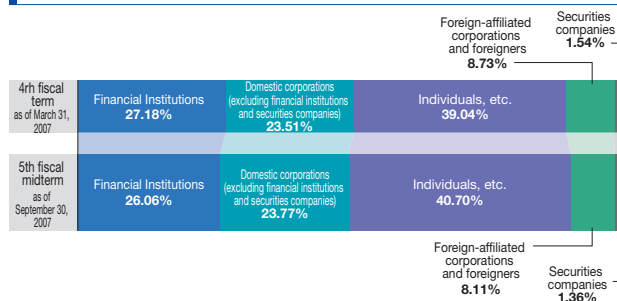 Foreign-affiliated
corporations
and foreigners
8.73%
Securities
companies
1.54%
4rh fiscal
term
as of March 31,
2007
Financial Institutions
27.18%
Domestic corporations
(excluding financial institutions
and securities companies)
23.51%
Individuals, etc.
39.04%
5th fiscal
midterm
as of
September 30,
2007
Financial Institutions
26.06%
Domestic corporations
(excluding financial institutions
and securities companies)
23.77%
Individuals, etc.
40.70%
Foreign-affiliated
corporations
and foreigners
8.11%
Securities
companies
1.36%